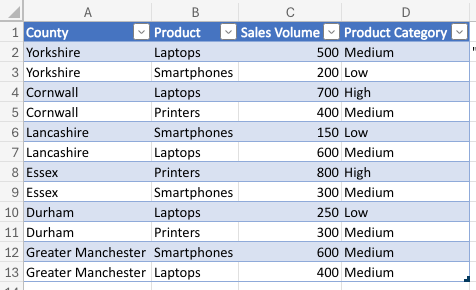 A B C D
1 County Product Sales Volume Product Category
2 Yorkshire Laptops 500 Medium
3 Yorkshire Smartphones 200 Low
4 Cornwall Laptops 700 High
5 Cornwall Printers 400 Medium
6 Lancashire Smartphones 150 Low
7 Lancashire Laptops 600 Medium
8 Essex Printers 800 High
9 Essex Smartphones 300 Medium
10 Durham Laptops 250 Low
11 Durham Printers 300 Medium
12 Greater Manchester Smartphones 600 Medium
13 Greater Manchester Laptops 400 Medium